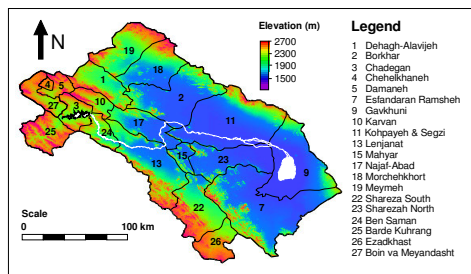 N
Elevation (m)
2700
2300
1900
1500
Legend
1 Dehagh-Alavijeh
2 Borkhar
3 Chadegan
4 Chehelkhaneh
5 Damaneh
7 Esfandaran Ramsheh
9 Gavkhuni
10 Karvan
11 Kohpayeh & Segzi
13 Lenjanat
15 Mahyar
17 Najaf-Abad
18 Morchehkhort
19 Meymeh
22 Shareza South
23 Sharezah North
24 Ben Saman
25 Barde Kuhrang
26 Ezadkhast
27 Boin va Meyandasht
19
18
1
4
5
2
27
3
10
25
17
11
24
13
15
23
9
22
7
26
Scale
0 100 km